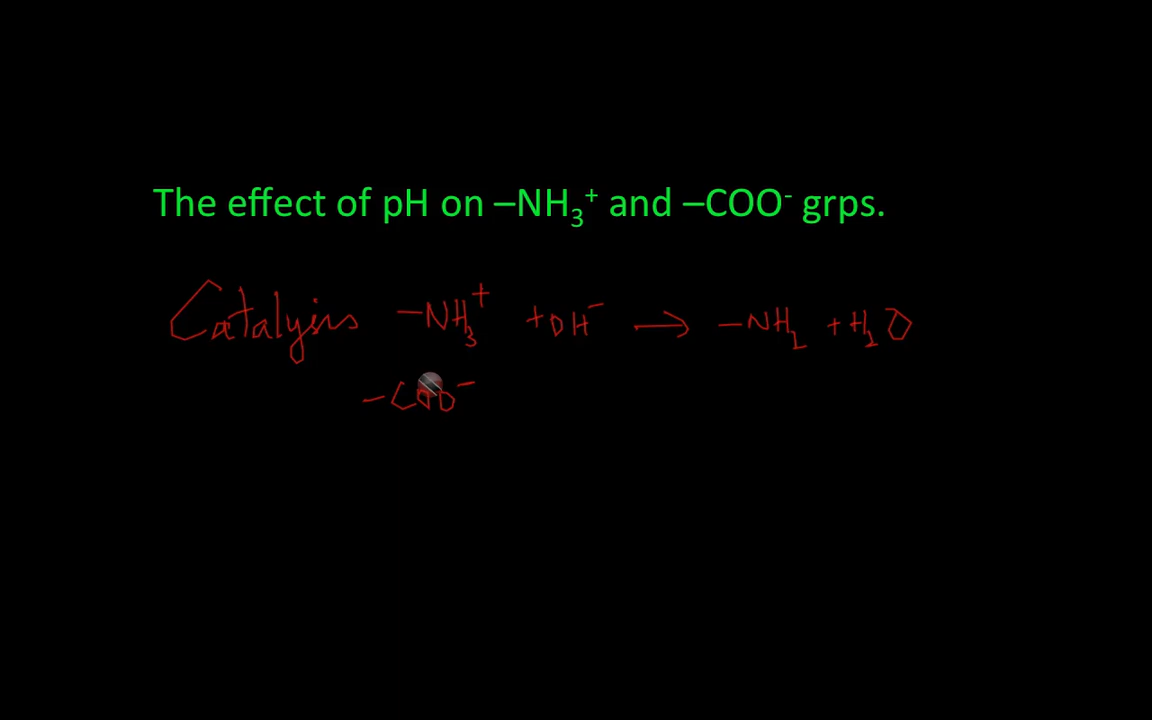 The effect of pH on –NH₃⁺ and –COO⁻ grps.
Catalysis –NH₃⁺ + OH⁻ → –NH₂ + H₂O
–COO⁻